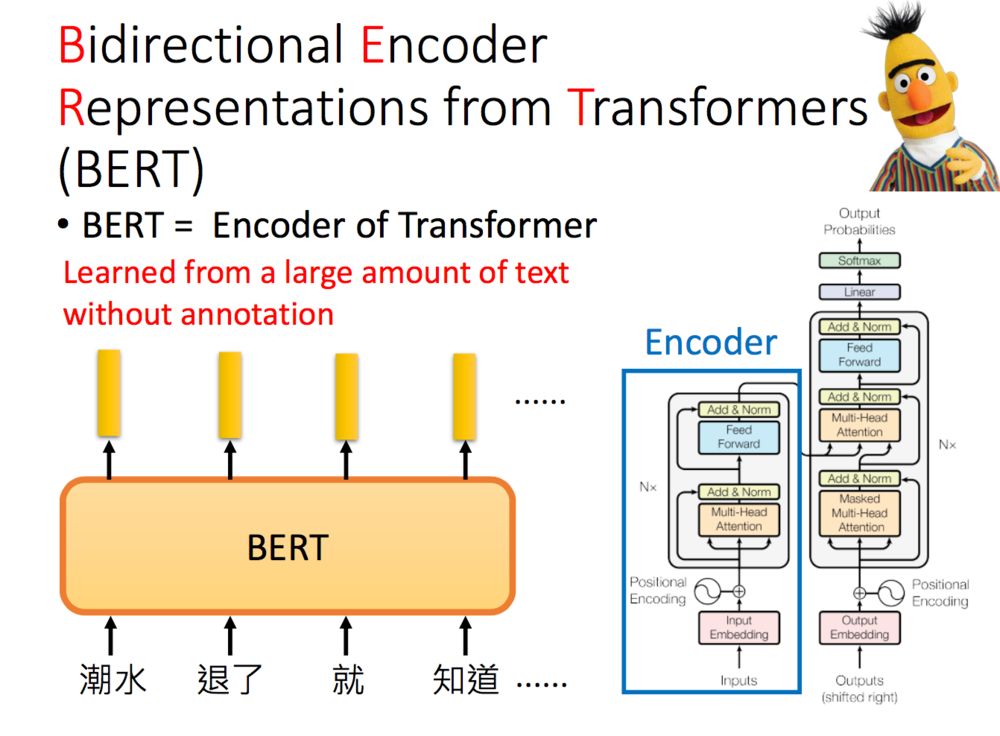 Bidirectional Encoder
Representations from Transformers
(BERT)
• BERT = Encoder of Transformer
Learned from a large amount of text
without annotation
......
BERT
潮水 退了 就 知道 ......
Encoder
Output
Probabilities
Softmax
Linear
Add & Norm
Feed
Forward
Add & Norm
Multi-Head
Attention
Nx
Add & Norm
Masked
Multi-Head
Attention
Positional
Encoding
Output
Embedding
Outputs
(shifted right)
Add & Norm
Feed
Forward
Nx
Add & Norm
Multi-Head
Attention
Positional
Encoding
Input
Embedding
Inputs